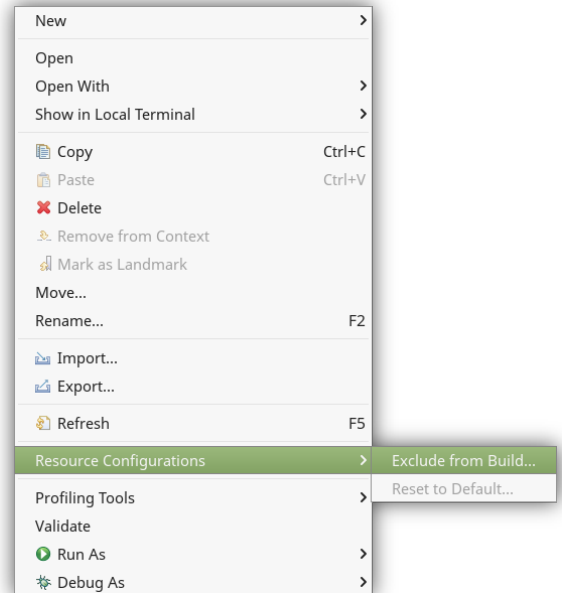 New
Open
Open With
Show in Local Terminal
Copy Ctrl+C
Paste Ctrl+V
Delete
Remove from Context
Mark as Landmark
Move...
Rename... F2
Import...
Export...
Refresh F5
Resource Configurations
Exclude from Build...
Reset to Default...
Profiling Tools
Validate
Run As
Debug As